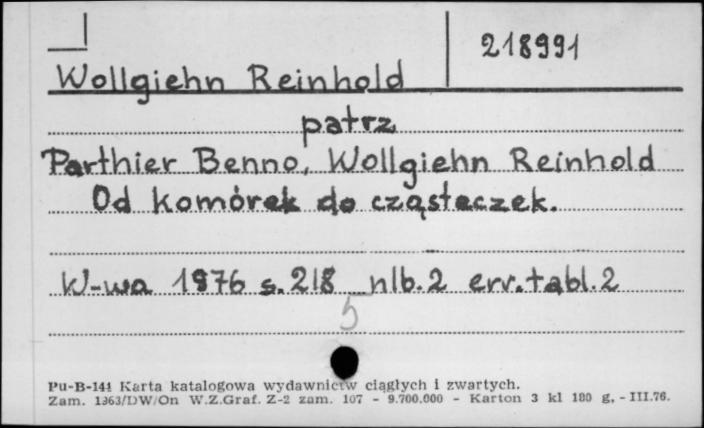 218991
Wollgiehn Reinhold
patrz
Parthier Benno, Wollgiehn Reinhold
Od komórek do cząsteczek.
W-wa 1976 s. 218 nlb. 2 err. tabl. 2
5
Pu-B-141 Karta katalogowa wydawnictw ciągłych i zwartych.
Zam. 1363/DW/On W.Z.Graf. Z-2 zam. 107 - 9.700.000 - Karton 3 kl 180 g. - III.76.